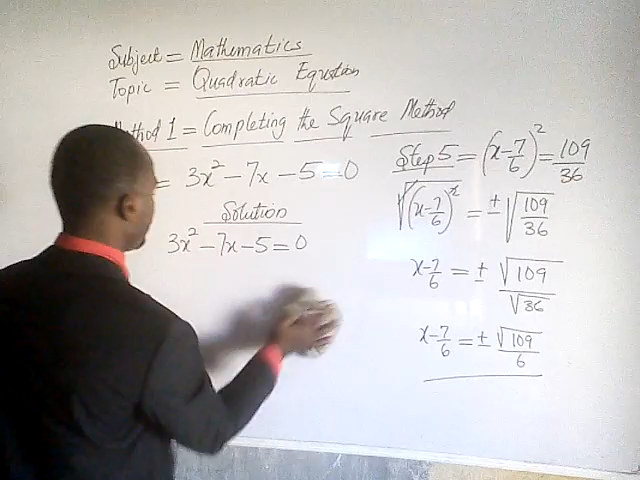 Subject = Mathematics
Topic = Quadratic Equation
Method 1 = Completing the Square Method
= 3x² - 7x - 5 = 0
Solution
3x² - 7x - 5 = 0
Step 5 = (x - 7/6)² = 109/36
√(x - 7/6)² = ± √109/36
x - 7/6 = ± √109/√36
x - 7/6 = ± √109/6